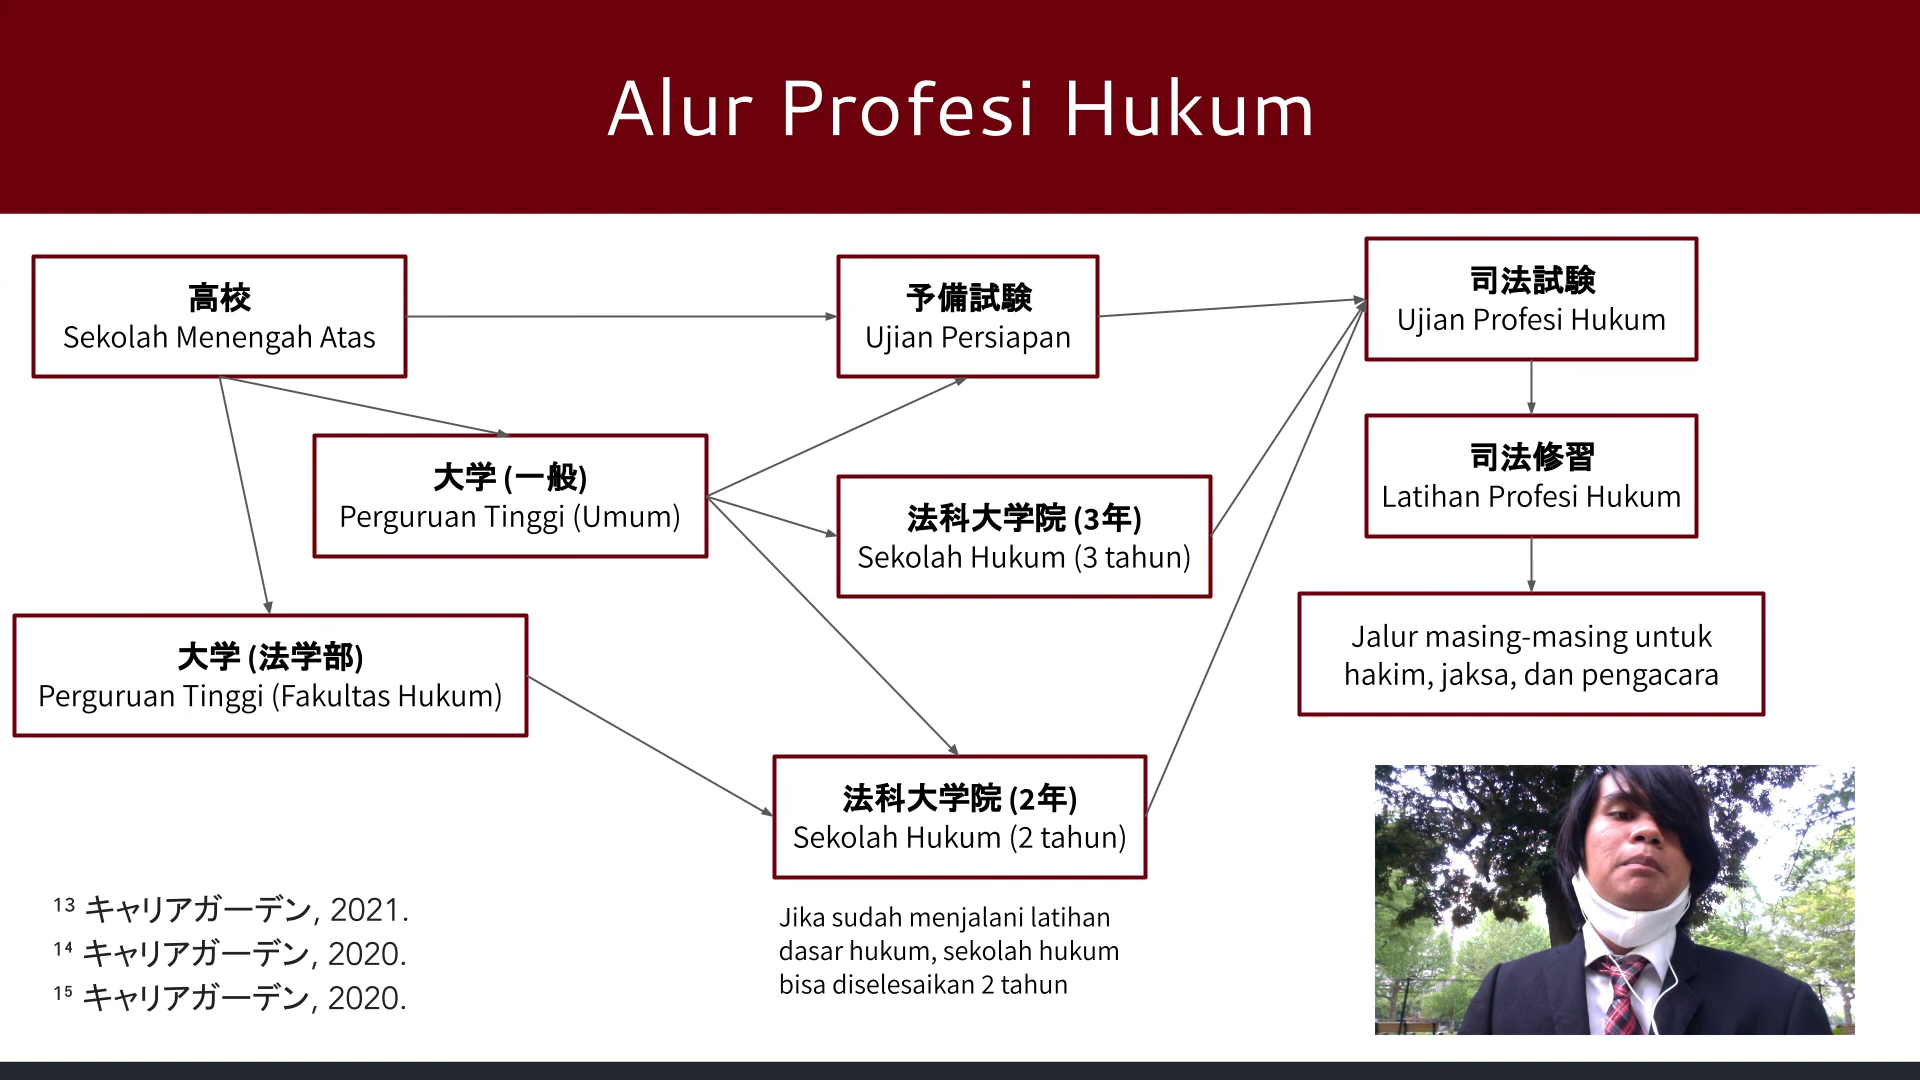 Alur Profesi Hukum
高校
Sekolah Menengah Atas
予備試験
Ujian Persiapan
司法試験
Ujian Profesi Hukum
大学 (一般)
Perguruan Tinggi (Umum)
法科大学院 (3年)
Sekolah Hukum (3 tahun)
司法修習
Latihan Profesi Hukum
大学 (法学部)
Perguruan Tinggi (Fakultas Hukum)
Jalur masing-masing untuk
hakim, jaksa, dan pengacara
法科大学院 (2年)
Sekolah Hukum (2 tahun)
Jika sudah menjalani latihan
dasar hukum, sekolah hukum
bisa diselesaikan 2 tahun
¹³ キャリアガーデン, 2021.
¹⁴ キャリアガーデン, 2020.
¹⁵ キャリアガーデン, 2020.